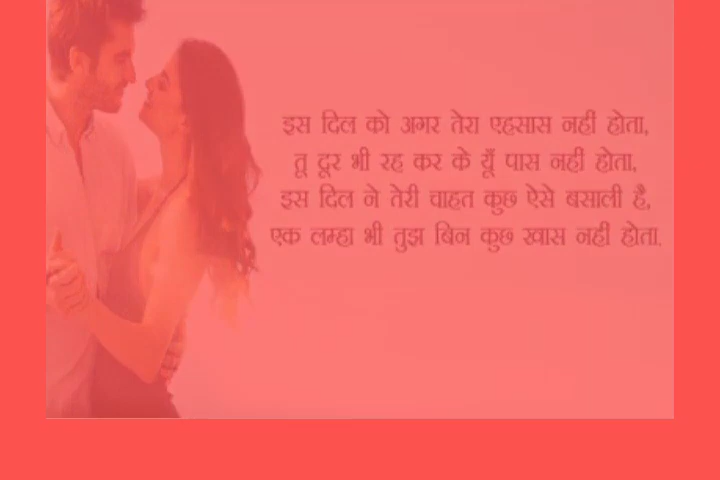 इस दिल को अगर तेरा एहसास नहीं होता,
तू दूर भी रह कर के यूँ पास नहीं होता,
इस दिल ने तेरी चाहत कुछ ऐसे बसाली है,
एक लम्हा भी तुझ बिन कुछ खास नहीं होता.